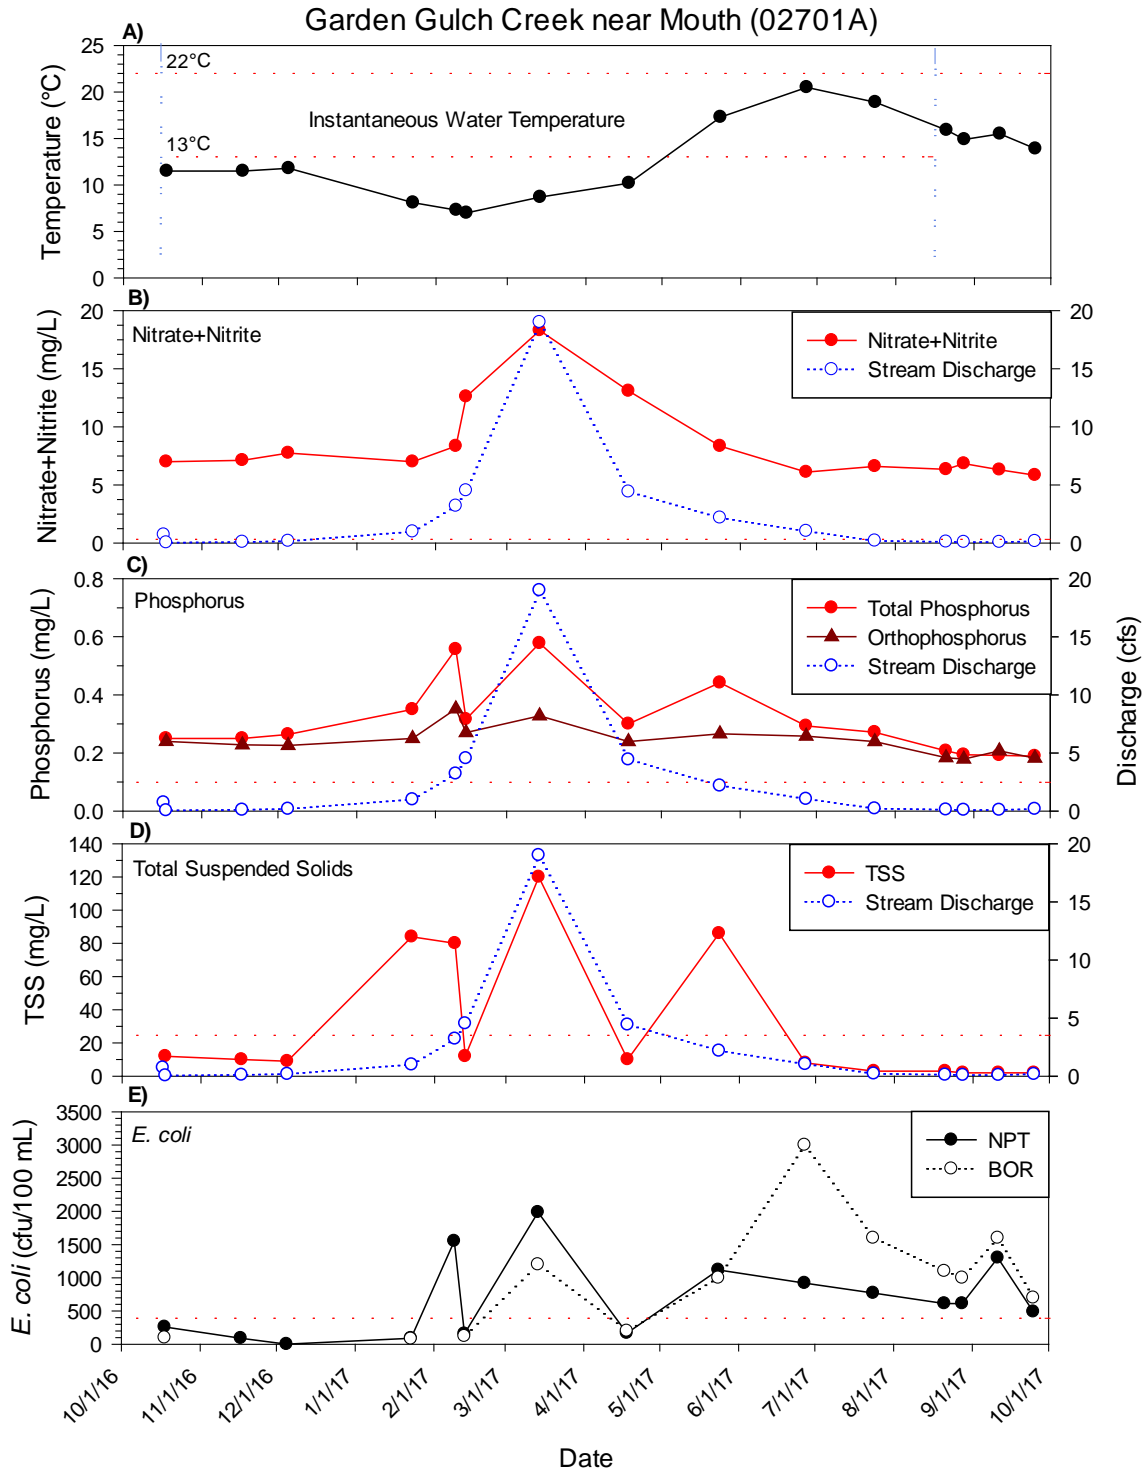 Garden Gulch Creek near Mouth (02701A)
A)
Temperature (°C)
25
20
15
10
5
0
22°C
13°C
Instantaneous Water Temperature
B)
Nitrate+Nitrite (mg/L)
20
15
10
5
0
Nitrate+Nitrite
Nitrate+Nitrite
Stream Discharge
20
15
10
5
0
C)
Phosphorus (mg/L)
0.8
0.6
0.4
0.2
0.0
Phosphorus
Total Phosphorus
Orthophosphorus
Stream Discharge
20
15
10
5
0
Discharge (cfs)
D)
TSS (mg/L)
140
120
100
80
60
40
20
0
Total Suspended Solids
TSS
Stream Discharge
20
15
10
5
0
E)
E. coli (cfu/100 mL)
3500
3000
2500
2000
1500
1000
500
0
E. coli
NPT
BOR
10/1/16
11/1/16
12/1/16
1/1/17
2/1/17
3/1/17
4/1/17
5/1/17
6/1/17
7/1/17
8/1/17
9/1/17
10/1/17
Date